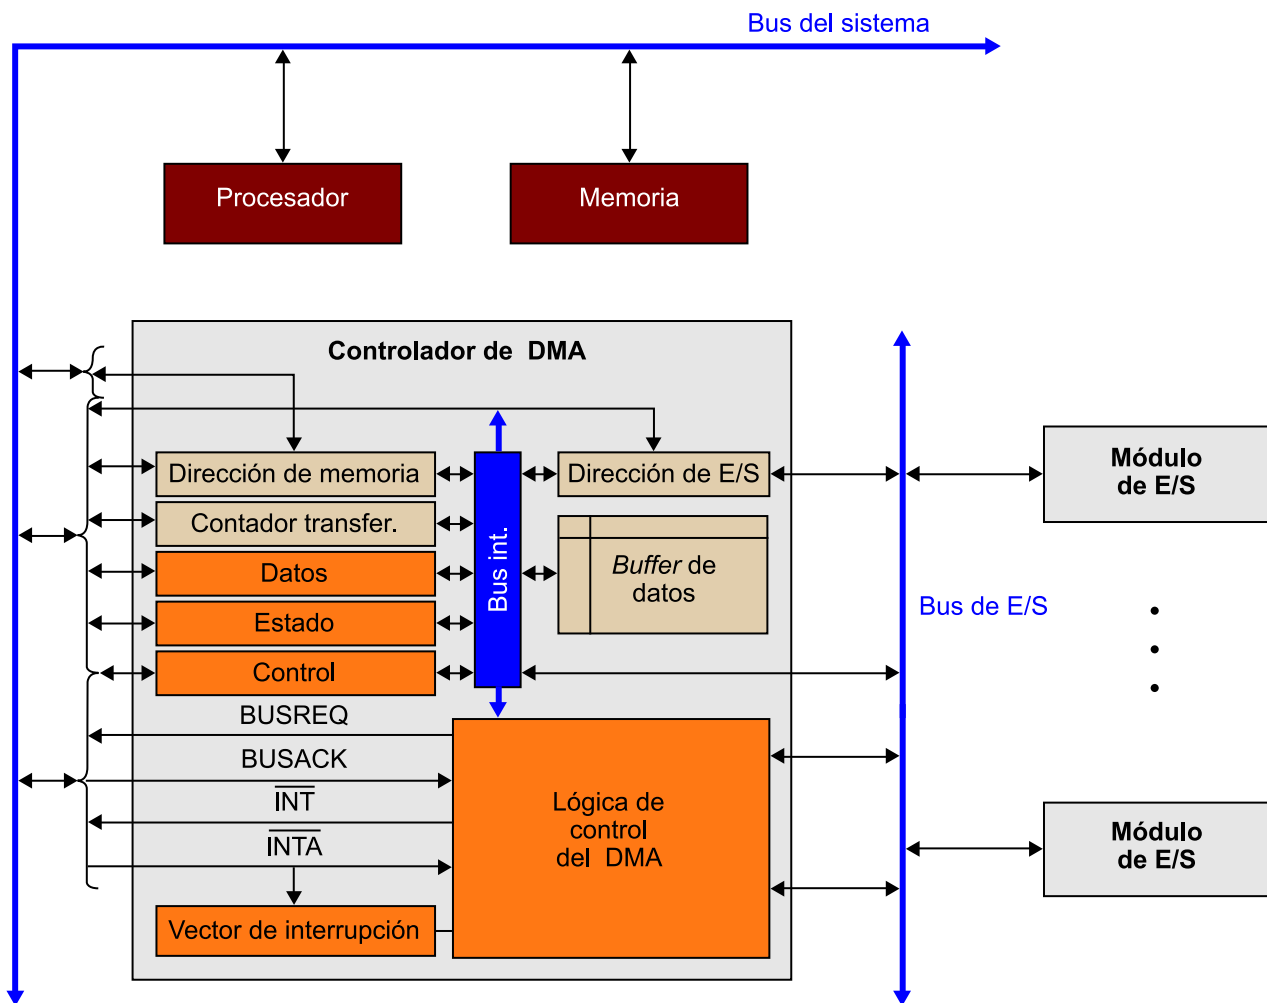 Bus del sistema
Procesador
Memoria
Controlador de DMA
Dirección de memoria
Contador transfer.
Datos
Estado
Control
Bus int.
Dirección de E/S
Buffer de
datos
BUSREQ
BUSACK
INT
INTA
Vector de interrupción
Lógica de
control
del DMA
Bus de E/S
Módulo
de E/S
Módulo
de E/S